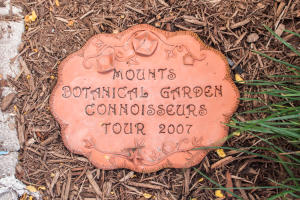 MOUNTS
BOTANICAL GARDEN
CONNOISSEURS
TOUR 2007